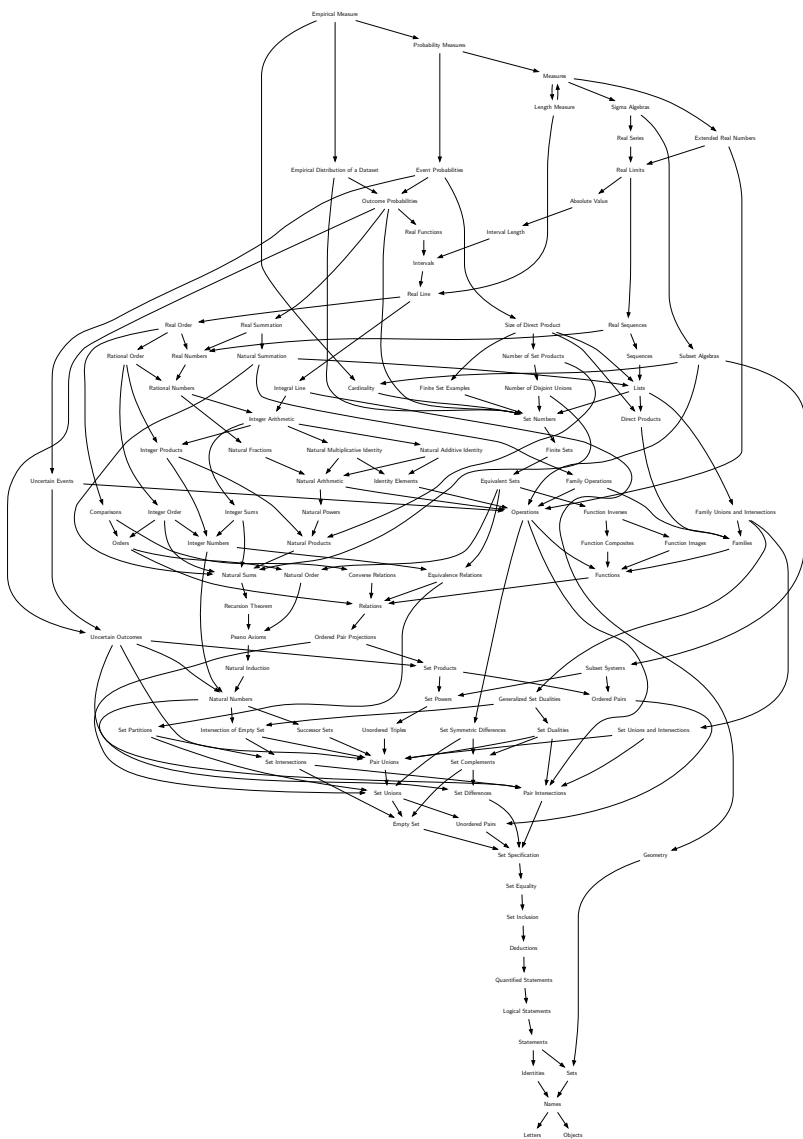 Empirical Measure
Probability Measures
Measures
Length Measure
Sigma Algebras
Real Series
Extended Real Numbers
Empirical Distribution of a Dataset
Event Probabilities
Real Limits
Outcome Probabilities
Absolute Value
Real Functions
Interval Length
Intervals
Real Line
Real Order
Real Summation
Size of Direct Product
Real Sequences
Rational Order
Real Numbers
Natural Summation
Number of Set Products
Sequences
Subset Algebras
Rational Numbers
Integral Line
Cardinality
Finite Set Examples
Number of Disjoint Unions
Lists
Integer Arithmetic
Set Numbers
Direct Products
Integer Products
Natural Fractions
Natural Multiplicative Identity
Natural Additive Identity
Finite Sets
Uncertain Events
Natural Arithmetic
Identity Elements
Equivalent Sets
Family Operations
Comparisons
Integer Order
Integer Sums
Natural Powers
Operations
Function Inverses
Family Unions and Intersections
Orders
Integer Numbers
Natural Products
Function Composites
Function Images
Families
Natural Sums
Natural Order
Converse Relations
Equivalence Relations
Functions
Recursion Theorem
Relations
Uncertain Outcomes
Peano Axioms
Ordered Pair Projections
Natural Induction
Set Products
Subset Systems
Natural Numbers
Set Powers
Generalized Set Dualities
Ordered Pairs
Set Partitions
Intersection of Empty Set
Successor Sets
Unordered Triples
Set Symmetric Differences
Set Dualities
Set Unions and Intersections
Set Intersections
Pair Unions
Set Complements
Set Unions
Set Differences
Pair Intersections
Empty Set
Unordered Pairs
Set Specification
Geometry
Set Equality
Set Inclusion
Deductions
Quantified Statements
Logical Statements
Statements
Identities
Sets
Names
Letters
Objects